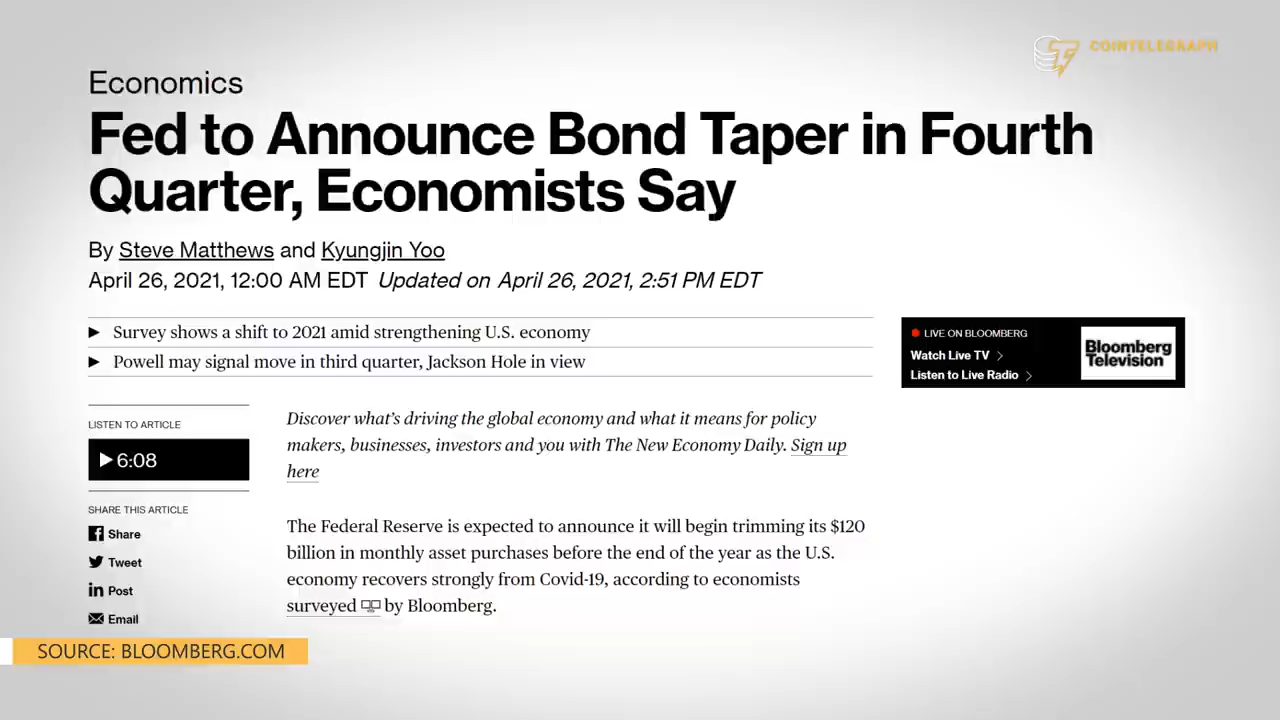 COINTELEGRAPH
Economics
Fed to Announce Bond Taper in Fourth
Quarter, Economists Say
By Steve Matthews and Kyungjin Yoo
April 26, 2021, 12:00 AM EDT Updated on April 26, 2021, 2:51 PM EDT
Survey shows a shift to 2021 amid strengthening U.S. economy
Powell may signal move in third quarter, Jackson Hole in view
LIVE ON BLOOMBERG
Watch Live TV
Listen to Live Radio
Bloomberg
Television
LISTEN TO ARTICLE
6:08
SHARE THIS ARTICLE
Share
Tweet
Post
Email
Discover what's driving the global economy and what it means for policy
makers, businesses, investors and you with The New Economy Daily. Sign up
here
The Federal Reserve is expected to announce it will begin trimming its $120
billion in monthly asset purchases before the end of the year as the U.S.
economy recovers strongly from Covid-19, according to economists
surveyed by Bloomberg.
SOURCE: BLOOMBERG.COM